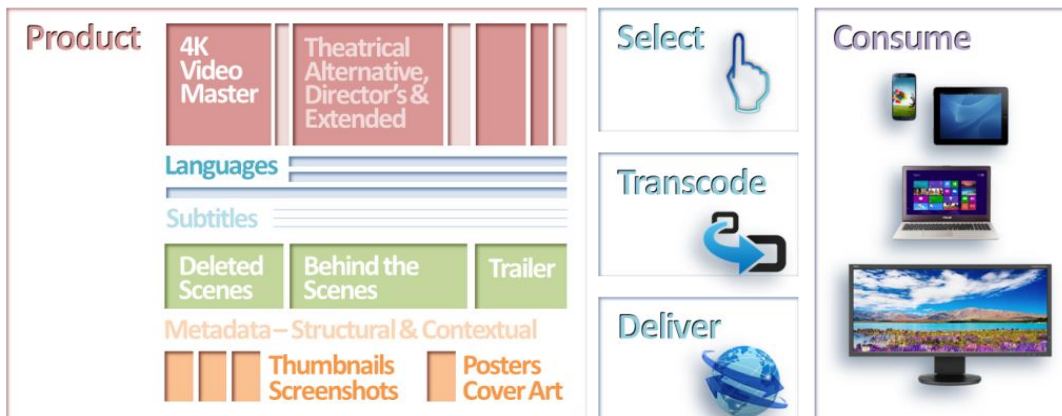 Product
4K
Video
Master
Theatrical
Alternative,
Director's &
Extended
Languages
Subtitles
Deleted
Scenes
Behind the
Scenes
Trailer
Metadata – Structural & Contextual
Thumbnails
Screenshots
Posters
Cover Art
Select
Transcode
Deliver
Consume